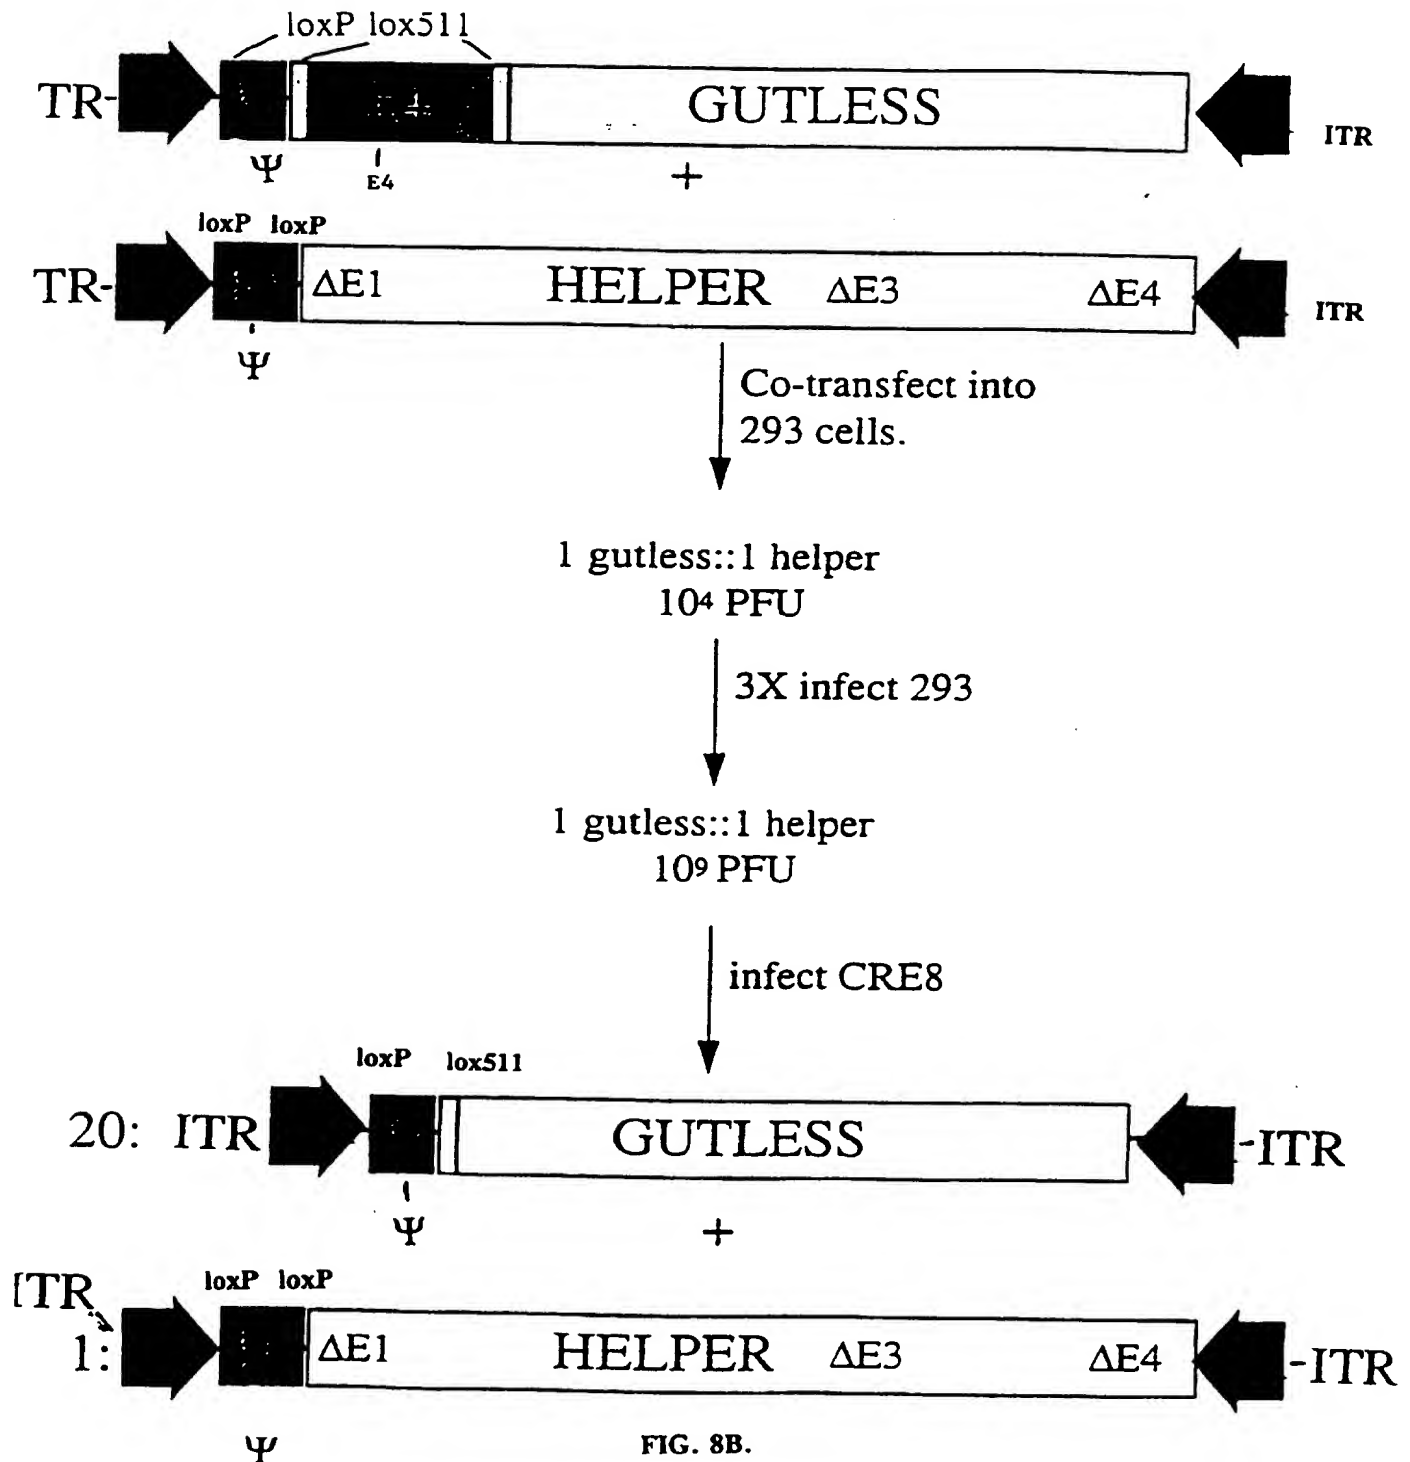 loxP lox511
TR- GUTLESS ITR
Ψ E4 +
loxP loxP
TR- ΔE1 HELPER ΔE3 ΔE4 ITR
Ψ
Co-transfect into
293 cells.
1 gutless::1 helper
10⁴ PFU
3X infect 293
1 gutless::1 helper
10⁹ PFU
infect CRE8
loxP lox511
20: ITR GUTLESS -ITR
Ψ +
ITR loxP loxP
1: ΔE1 HELPER ΔE3 ΔE4 -ITR
Ψ
FIG. 8B.